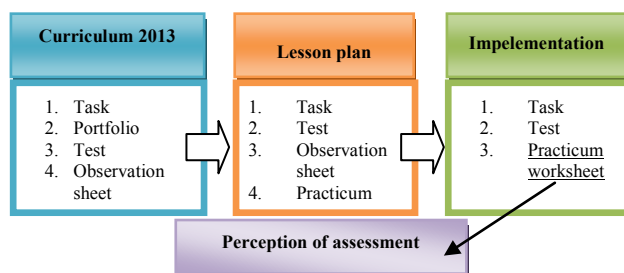 Curriculum 2013
1. Task
2. Portfolio
3. Test
4. Observation
sheet
Lesson plan
1. Task
2. Test
3. Observation
sheet
4. Practicum
Impelementation
1. Task
2. Test
3. Practicum
worksheet
Perception of assessment